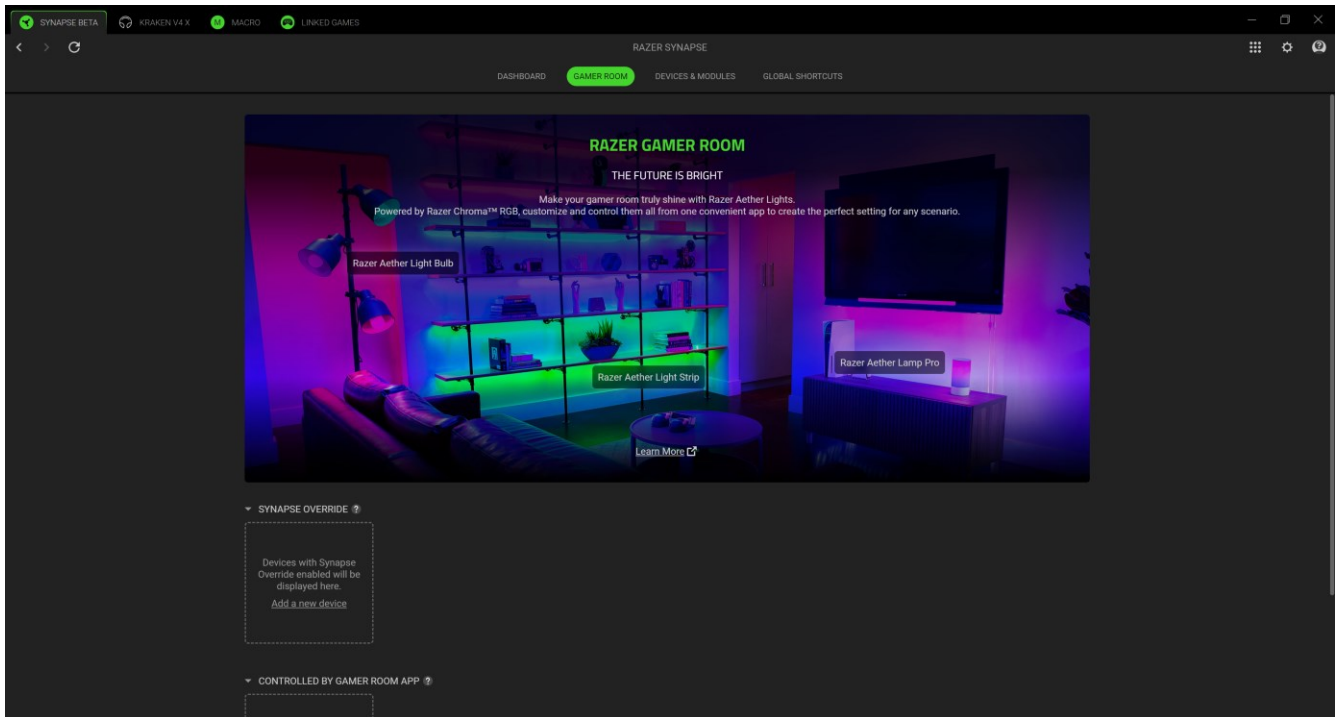 SYNAPSE BETA
KRAKEN V4 X
M MACRO
LINKED GAMES
RAZER SYNAPSE
DASHBOARD
GAMER ROOM
DEVICES & MODULES
GLOBAL SHORTCUTS
RAZER GAMER ROOM
THE FUTURE IS BRIGHT
Make your gamer room truly shine with Razer Aether Lights.
Powered by Razer Chroma™ RGB, customize and control them all from one convenient app to create the perfect setting for any scenario.
Razer Aether Light Bulb
Razer Aether Lamp Pro
Razer Aether Light Strip
Learn More
SYNAPSE OVERRIDE ?
Devices with Synapse
Override enabled will be
displayed here.
Add a new device
CONTROLLED BY GAMER ROOM APP ?